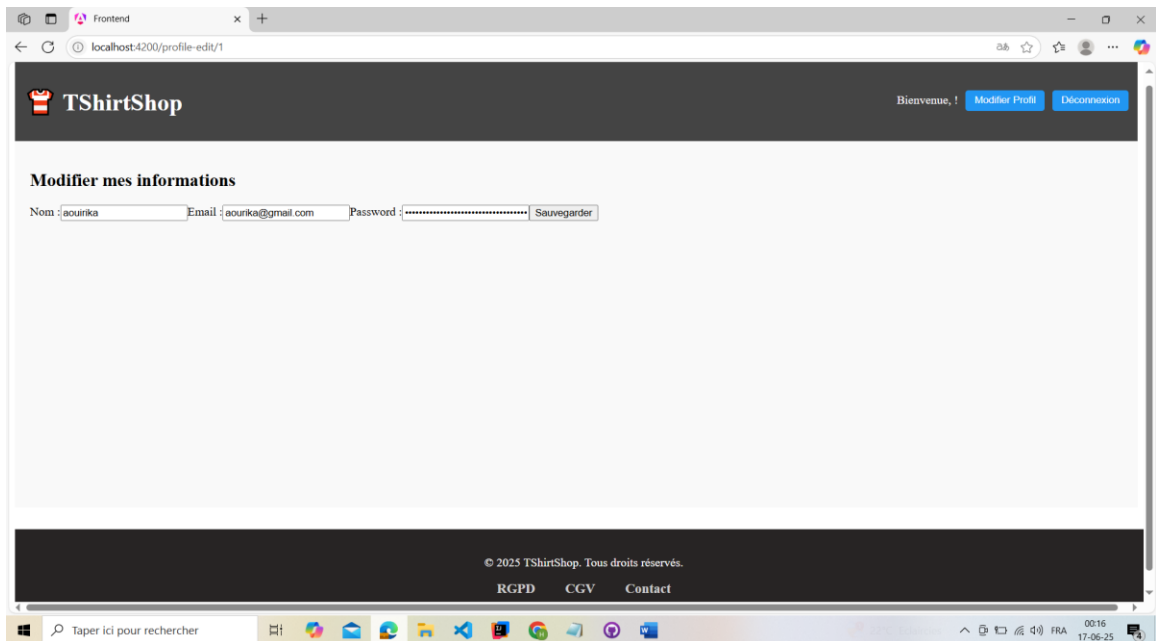 Frontend
localhost:4200/profile-edit/1
TShirtShop
Bienvenue, ! Modifier Profil Déconnexion
Modifier mes informations
Nom : aouirika Email : aourika@gmail.com Password : Sauvegarder
© 2025 TShirtShop. Tous droits réservés.
RGPD CGV Contact
Taper ici pour rechercher
FRA
00:16
17-06-25